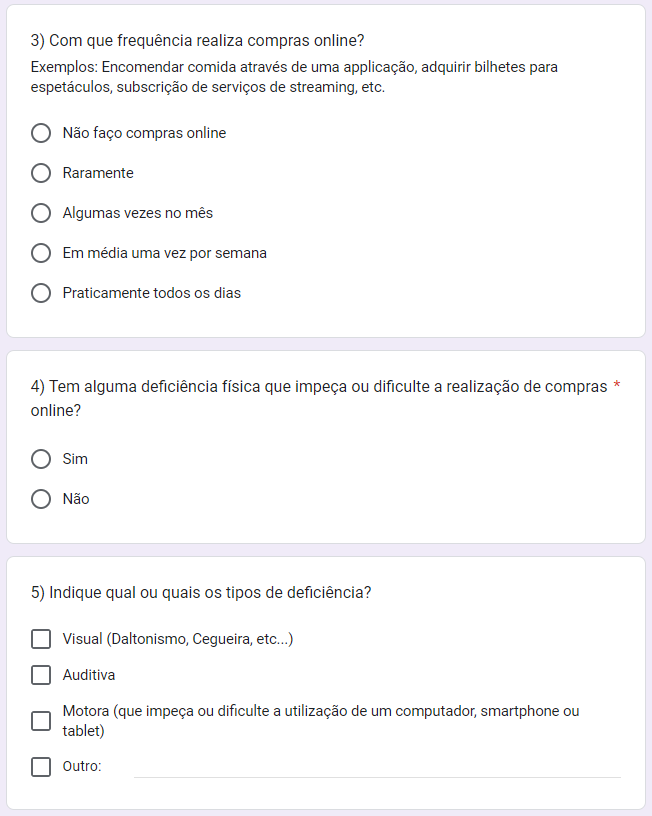 3) Com que frequência realiza compras online?
Exemplos: Encomendar comida através de uma applicação, adquirir bilhetes para
espetáculos, subscrição de serviços de streaming, etc.
Não faço compras online
Raramente
Algumas vezes no mês
Em média uma vez por semana
Praticamente todos os dias
4) Tem alguma deficiência física que impeça ou dificulte a realização de compras *
online?
Sim
Não
5) Indique qual ou quais os tipos de deficiência?
Visual (Daltonismo, Cegueira, etc...)
Auditiva
Motora (que impeça ou dificulte a utilização de um computador, smartphone ou
tablet)
Outro: